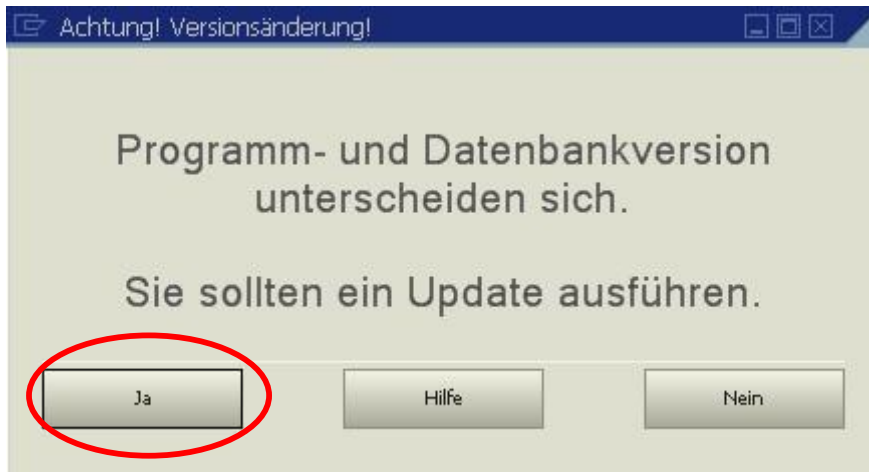 Achtung! Versionsänderung!
Programm- und Datenbankversion
unterscheiden sich.
Sie sollten ein Update ausführen.
Ja
Hilfe
Nein